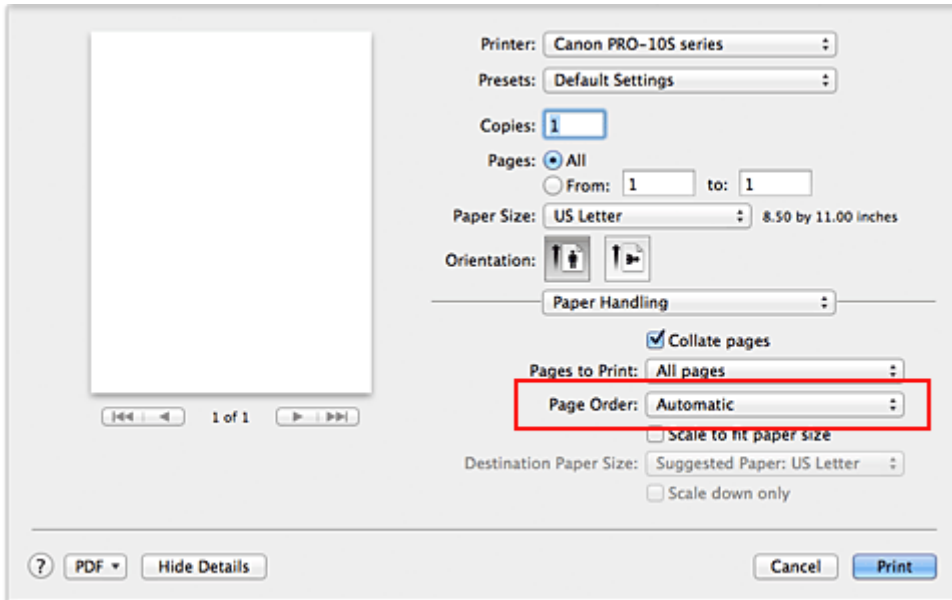 Printer: Canon PRO-10S series
Presets: Default Settings
Copies: 1
Pages: All
From: 1 to: 1
Paper Size: US Letter 8.50 by 11.00 inches
Orientation:
Paper Handling
Collate pages
Pages to Print: All pages
Page Order: Automatic
Scale to fit paper size
Destination Paper Size: Suggested Paper: US Letter
Scale down only
1 of 1
? PDF Hide Details Cancel Print